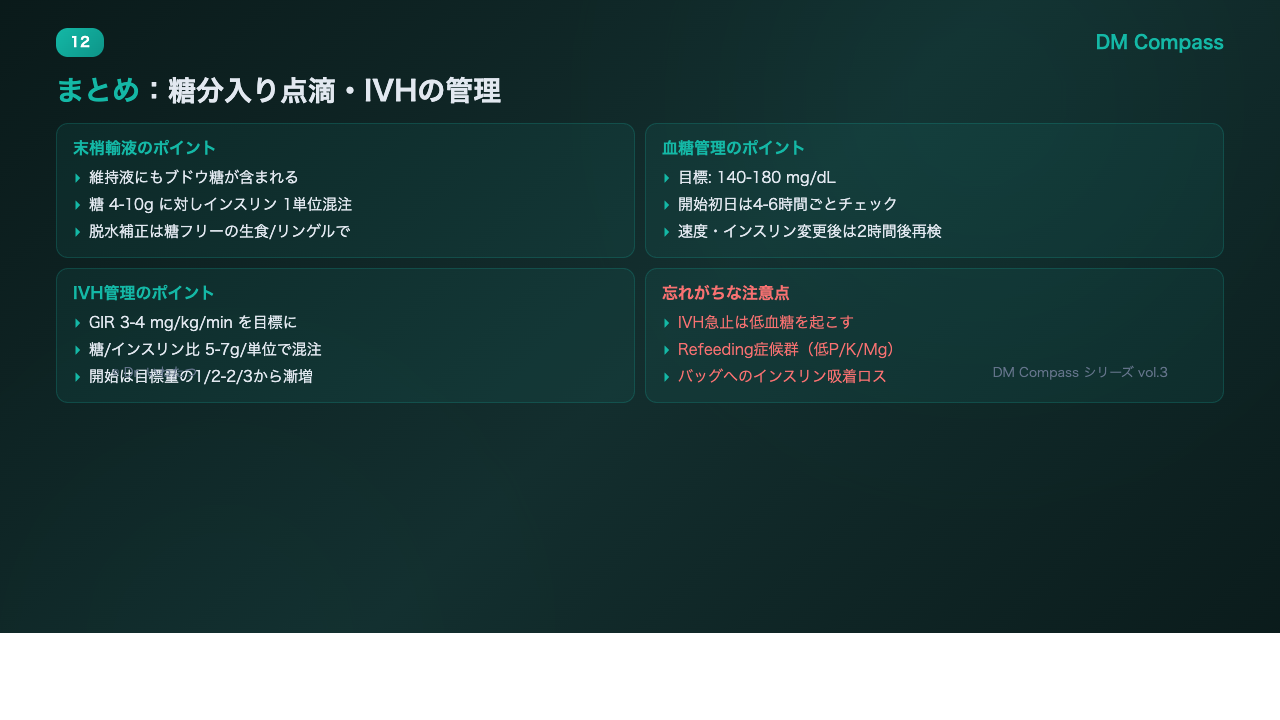 12
DM Compass
まとめ：糖分入り点滴・IVHの管理
末梢輸液のポイント
維持液にもブドウ糖が含まれる
糖 4-10g に対しインスリン 1単位混注
脱水補正は糖フリーの生食/リンゲルで
血糖管理のポイント
目標: 140-180 mg/dL
開始初日は4-6時間ごとチェック
速度・インスリン変更後は2時間後再検
IVH管理のポイント
GIR 3-4 mg/kg/min を目標に
糖/インスリン比 5-7g/単位で混注
開始は目標量の1/2-2/3から漸増
忘れがちな注意点
IVH急止は低血糖を起こす
Refeeding症候群（低P/K/Mg）
バッグへのインスリン吸着ロス
DM Compass シリーズ vol.3